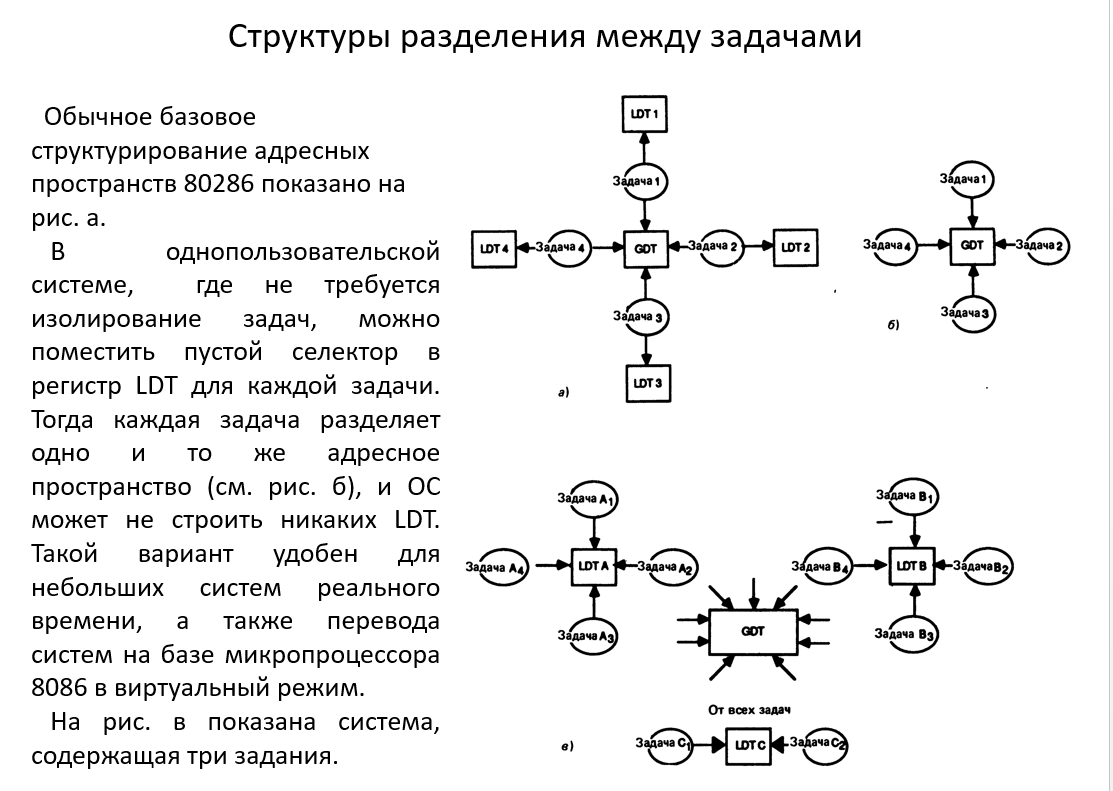 Структуры разделения между задачами
Обычное базовое
структурирование адресных
пространств 80286 показано на
рис. а.
В однопользовательской
системе, где не требуется
изолирование задач, можно
поместить пустой селектор в
регистр LDT для каждой задачи.
Тогда каждая задача разделяет
одно и то же адресное
пространство (см. рис. б), и ОС
может не строить никаких LDT.
Такой вариант удобен для
небольших систем реального
времени, а также перевода
систем на базе микропроцессора
8086 в виртуальный режим.
На рис. в показана система,
содержащая три задания.
LDT 1
Задача 1
LDT 4
Задача 4
GDT
Задача 2
LDT 2
Задача 3
LDT 3
а)
Задача 1
Задача 4
GDT
Задача 2
Задача 3
б)
Задача A1
Задача A4
LDT A
Задача A2
Задача A3
Задача B1
Задача B4
LDT B
Задача B2
Задача B3
GDT
От всех задач
в)
Задача C1
LDT C
Задача C2